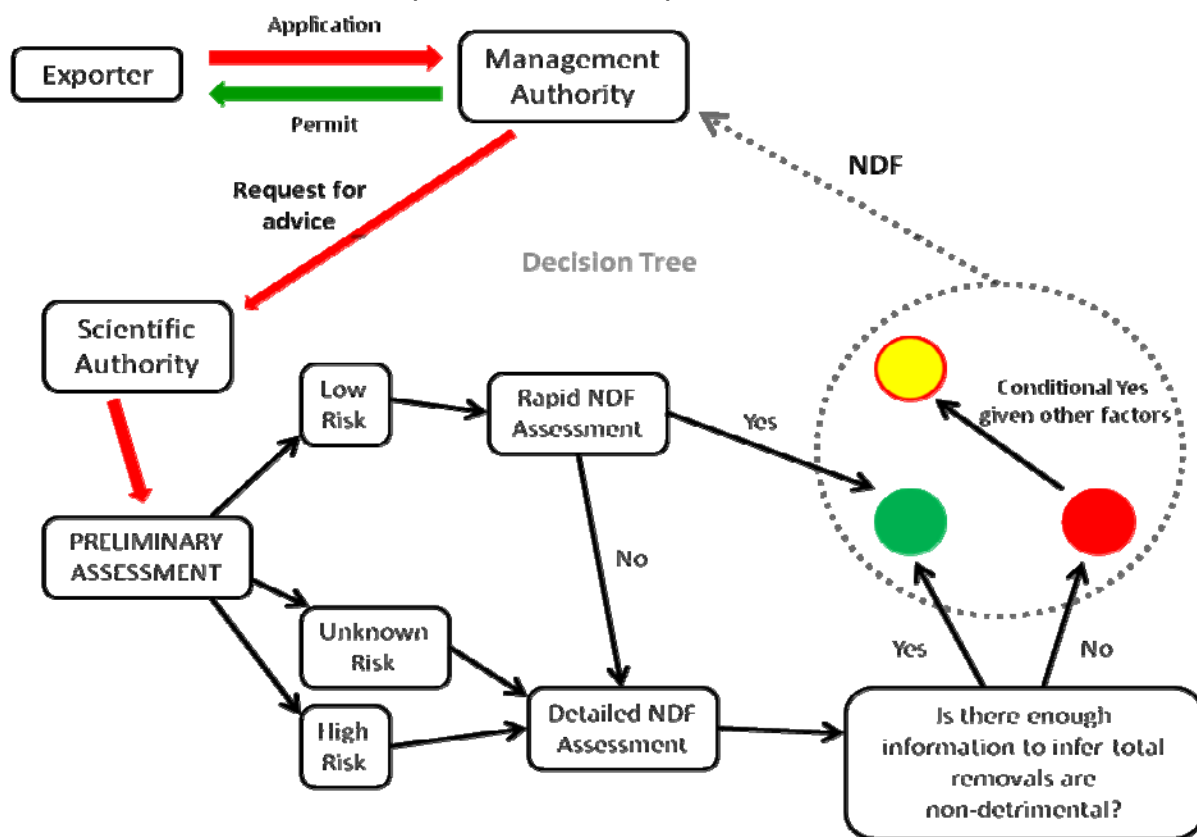 Application
Exporter
Management
Authority
Permit
NDF
Request for
advice
Decision Tree
Scientific
Authority
Low
Risk
Rapid NDF
Assessment
Yes
Conditional Yes
given other factors
PRELIMINARY
ASSESSMENT
No
Unknown
Risk
Yes
No
High
Risk
Detailed NDF
Assessment
Is there enough
information to infer total
removals are
non-detrimental?